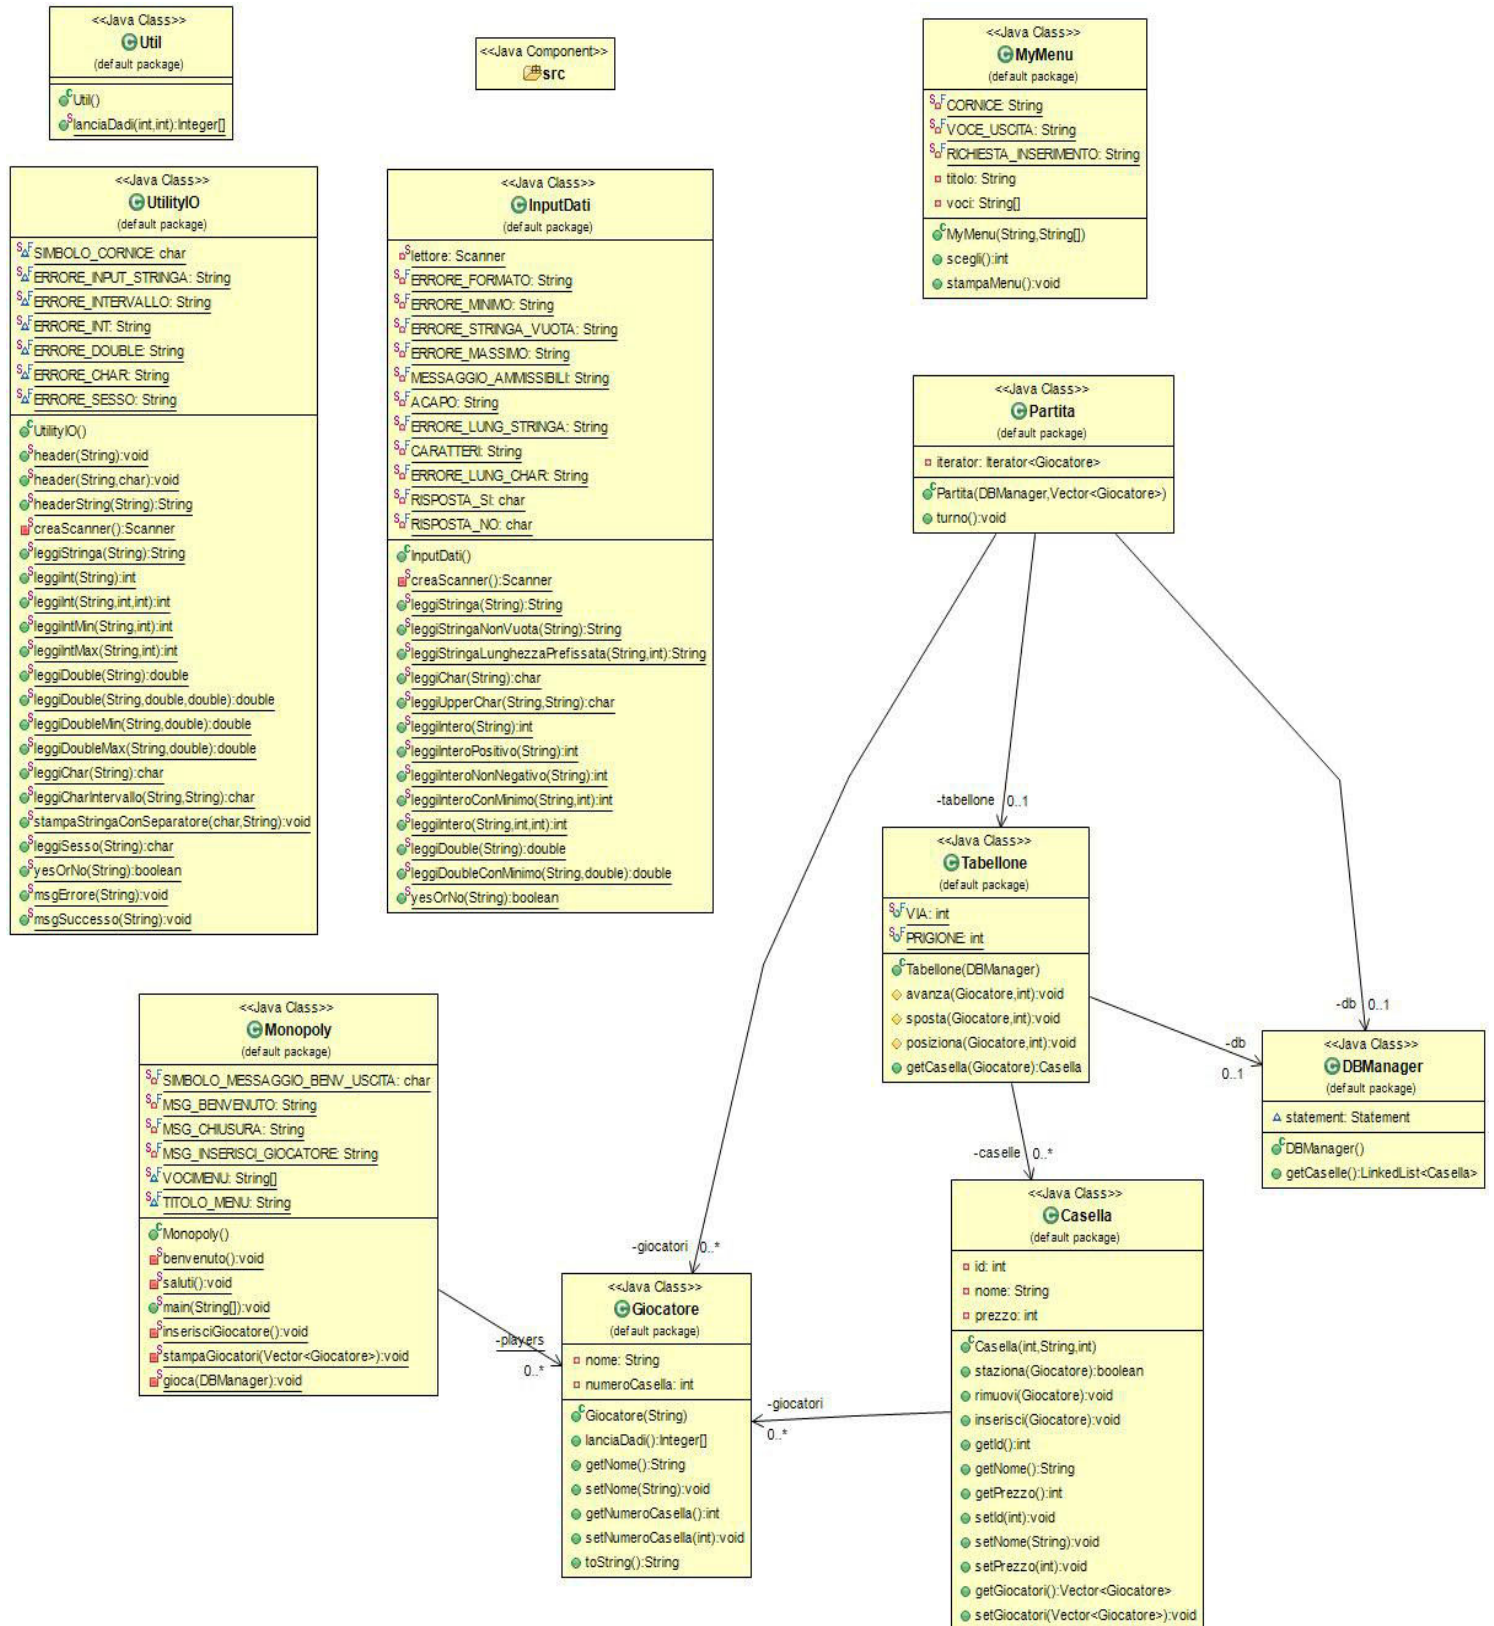 <<Java Class>>
Util
(default package)
Util()
lanciaDadi(int,int):Integer[]
<<Java Component>>
src
<<Java Class>>
MyMenu
(default package)
CORNICE: String
VOCE_USCITA: String
RICHIESTA_INSERIMENTO: String
titolo: String
voci: String[]
MyMenu(String,String[])
scegli():int
stampaMenu():void
<<Java Class>>
UtilityIO
(default package)
SIMBOLO_CORNICE: char
ERRORE_INPUT_STRINGA: String
ERRORE_INTERVALLO: String
ERRORE_INT: String
ERRORE_DOUBLE: String
ERRORE_CHAR: String
ERRORE_SESSO: String
UtilityIO()
header(String):void
header(String,char):void
headerString(String):String
creaScanner():Scanner
leggiStringa(String):String
leggiInt(String):int
leggiInt(String,int,int):int
leggiIntMin(String,int):int
leggiIntMax(String,int):int
leggiDouble(String):double
leggiDouble(String,double,double):double
leggiDoubleMin(String,double):double
leggiDoubleMax(String,double):double
leggiChar(String):char
leggiCharIntervallo(String,String):char
stampaStringaConSeparatore(char,String):void
leggiSesso(String):char
yesOrNo(String):boolean
msgErrore(String):void
msgSuccesso(String):void
<<Java Class>>
InputDati
(default package)
lettore: Scanner
ERRORE_FORMATO: String
ERRORE_MINIMO: String
ERRORE_STRINGA_VUOTA: String
ERRORE_MASSIMO: String
MESSAGGIO_AMMISSIBILI: String
ACAPO: String
ERRORE_LUNG_STRINGA: String
CARATTERI: String
ERRORE_LUNG_CHAR: String
RISPOSTA_SI: char
RISPOSTA_NO: char
InputDati()
creaScanner():Scanner
leggiStringa(String):String
leggiStringaNonVuota(String):String
leggiStringaLunghezzaPrefissata(String,int):String
leggiChar(String):char
leggiUpperChar(String,String):char
leggiIntero(String):int
leggiInteroPositivo(String):int
leggiInteroNonNegativo(String):int
leggiInteroConMinimo(String,int):int
leggiIntero(String,int,int):int
leggiDouble(String):double
leggiDoubleConMinimo(String,double):double
yesOrNo(String):boolean
<<Java Class>>
Partita
(default package)
iterator: Iterator<Giocatore>
Partita(DBManager,Vector<Giocatore>)
turno():void
-tabellone 0..1
<<Java Class>>
Tabellone
(default package)
VIA: int
PRIGIONE: int
Tabellone(DBManager)
avanza(Giocatore,int):void
sposta(Giocatore,int):void
posiziona(Giocatore,int):void
getCasella(Giocatore):Casella
-db 0..1
-db
0..1
<<Java Class>>
DBManager
(default package)
statement: Statement
DBManager()
getCaselle():LinkedList<Casella>
<<Java Class>>
Monopoly
(default package)
SIMBOLO_MESSAGGIO_BENV_USCITA: char
MSG_BENVENUTO: String
MSG_CHIUSURA: String
MSG_INSERISCI_GIOCATORE: String
VOCIMENU: String[]
TITOLO_MENU: String
Monopoly()
benvenuto():void
saluti():void
main(String[]):void
inserisciGiocatore():void
stampaGiocatori(Vector<Giocatore>):void
gioca(DBManager):void
-players
0..*
-giocatori 0..*
<<Java Class>>
Giocatore
(default package)
nome: String
numeroCasella: int
Giocatore(String)
lanciaDadi():Integer[]
getNome():String
setNome(String):void
getNumeroCasella():int
setNumeroCasella(int):void
toString():String
-giocatori
0..*
-caselle 0..*
<<Java Class>>
Casella
(default package)
id: int
nome: String
prezzo: int
Casella(int,String,int)
staziona(Giocatore):boolean
rimuovi(Giocatore):void
inserisci(Giocatore):void
getId():int
getNome():String
getPrezzo():int
setId(int):void
setNome(String):void
setPrezzo(int):void
getGiocatori():Vector<Giocatore>
setGiocatori(Vector<Giocatore>):void